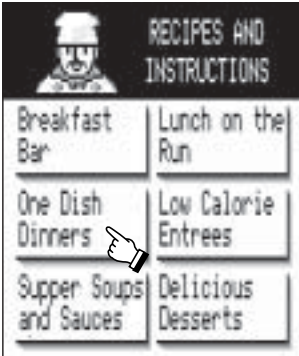 RECIPES AND
INSTRUCTIONS
Breakfast
Bar
Lunch on the
Run
One Dish
Dinners
Low Calorie
Entrees
Supper Soups
and Sauces
Delicious
Desserts